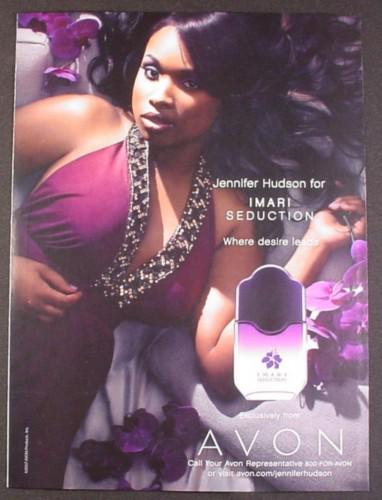 Jennifer Hudson for
IMARI
SEDUCTION
Where desire leads
IMARI
SEDUCTION
Exclusively from
AVON
Call Your Avon Representative 800-FOR-AVON
or visit avon.com/jenniferhudson